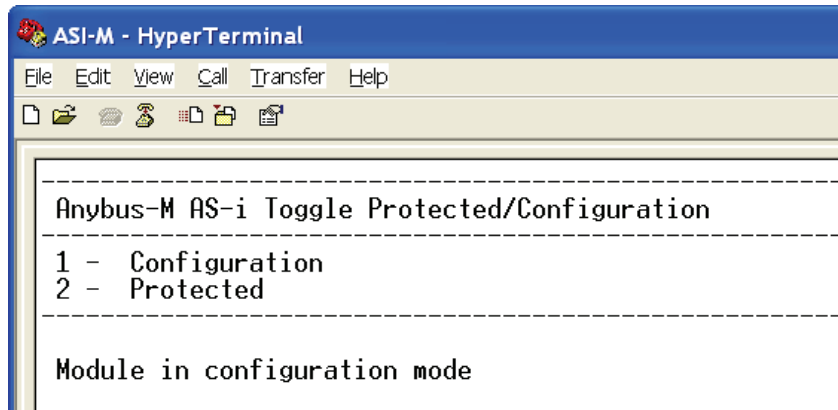 ASI-M - HyperTerminal
File Edit View Call Transfer Help
Anybus-M AS-i Toggle Protected/Configuration
1 - Configuration
2 - Protected
Module in configuration mode